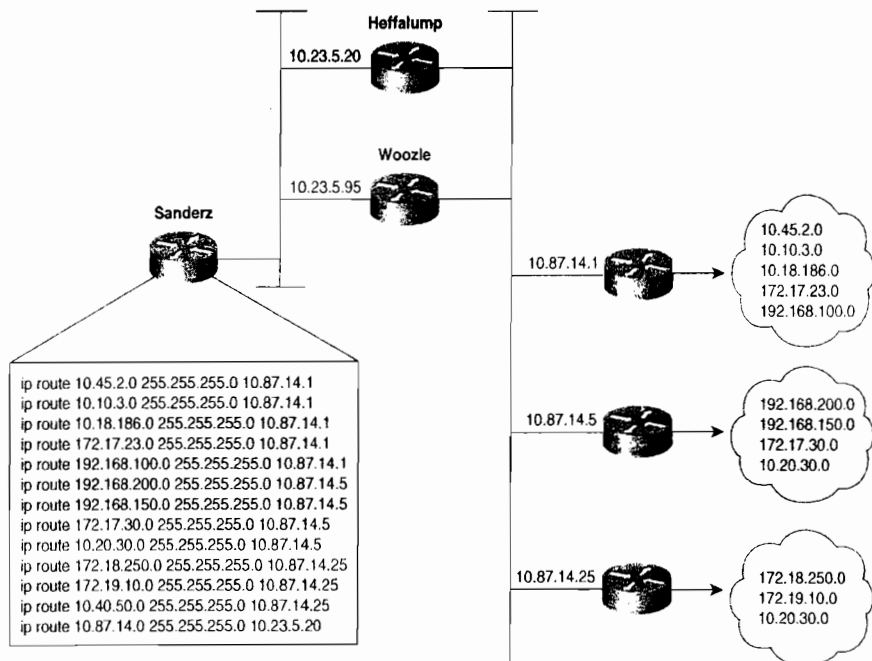 Heffalump
10.23.5.20
Woozle
10.23.5.95
Sanderz
10.87.14.1
10.45.2.0
10.10.3.0
10.18.186.0
172.17.23.0
192.168.100.0
ip route 10.45.2.0 255.255.255.0 10.87.14.1
ip route 10.10.3.0 255.255.255.0 10.87.14.1
ip route 10.18.186.0 255.255.255.0 10.87.14.1
ip route 172.17.23.0 255.255.255.0 10.87.14.1
ip route 192.168.100.0 255.255.255.0 10.87.14.1
ip route 192.168.200.0 255.255.255.0 10.87.14.5
ip route 192.168.150.0 255.255.255.0 10.87.14.5
ip route 172.17.30.0 255.255.255.0 10.87.14.5
ip route 10.20.30.0 255.255.255.0 10.87.14.5
ip route 172.18.250.0 255.255.255.0 10.87.14.25
ip route 172.19.10.0 255.255.255.0 10.87.14.25
ip route 10.40.50.0 255.255.255.0 10.87.14.25
ip route 10.87.14.0 255.255.255.0 10.23.5.20
10.87.14.5
192.168.200.0
192.168.150.0
172.17.30.0
10.20.30.0
10.87.14.25
172.18.250.0
172.19.10.0
10.20.30.0